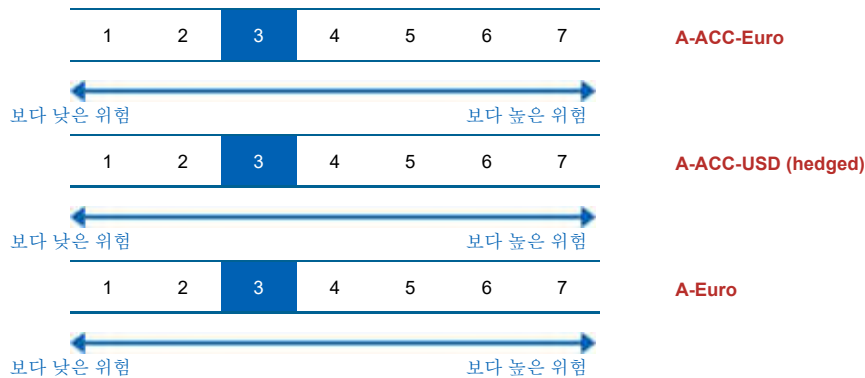 1 2 3 4 5 6 7 A-ACC-Euro
보다 낮은 위험 보다 높은 위험
1 2 3 4 5 6 7 A-ACC-USD (hedged)
보다 낮은 위험 보다 높은 위험
1 2 3 4 5 6 7 A-Euro
보다 낮은 위험 보다 높은 위험